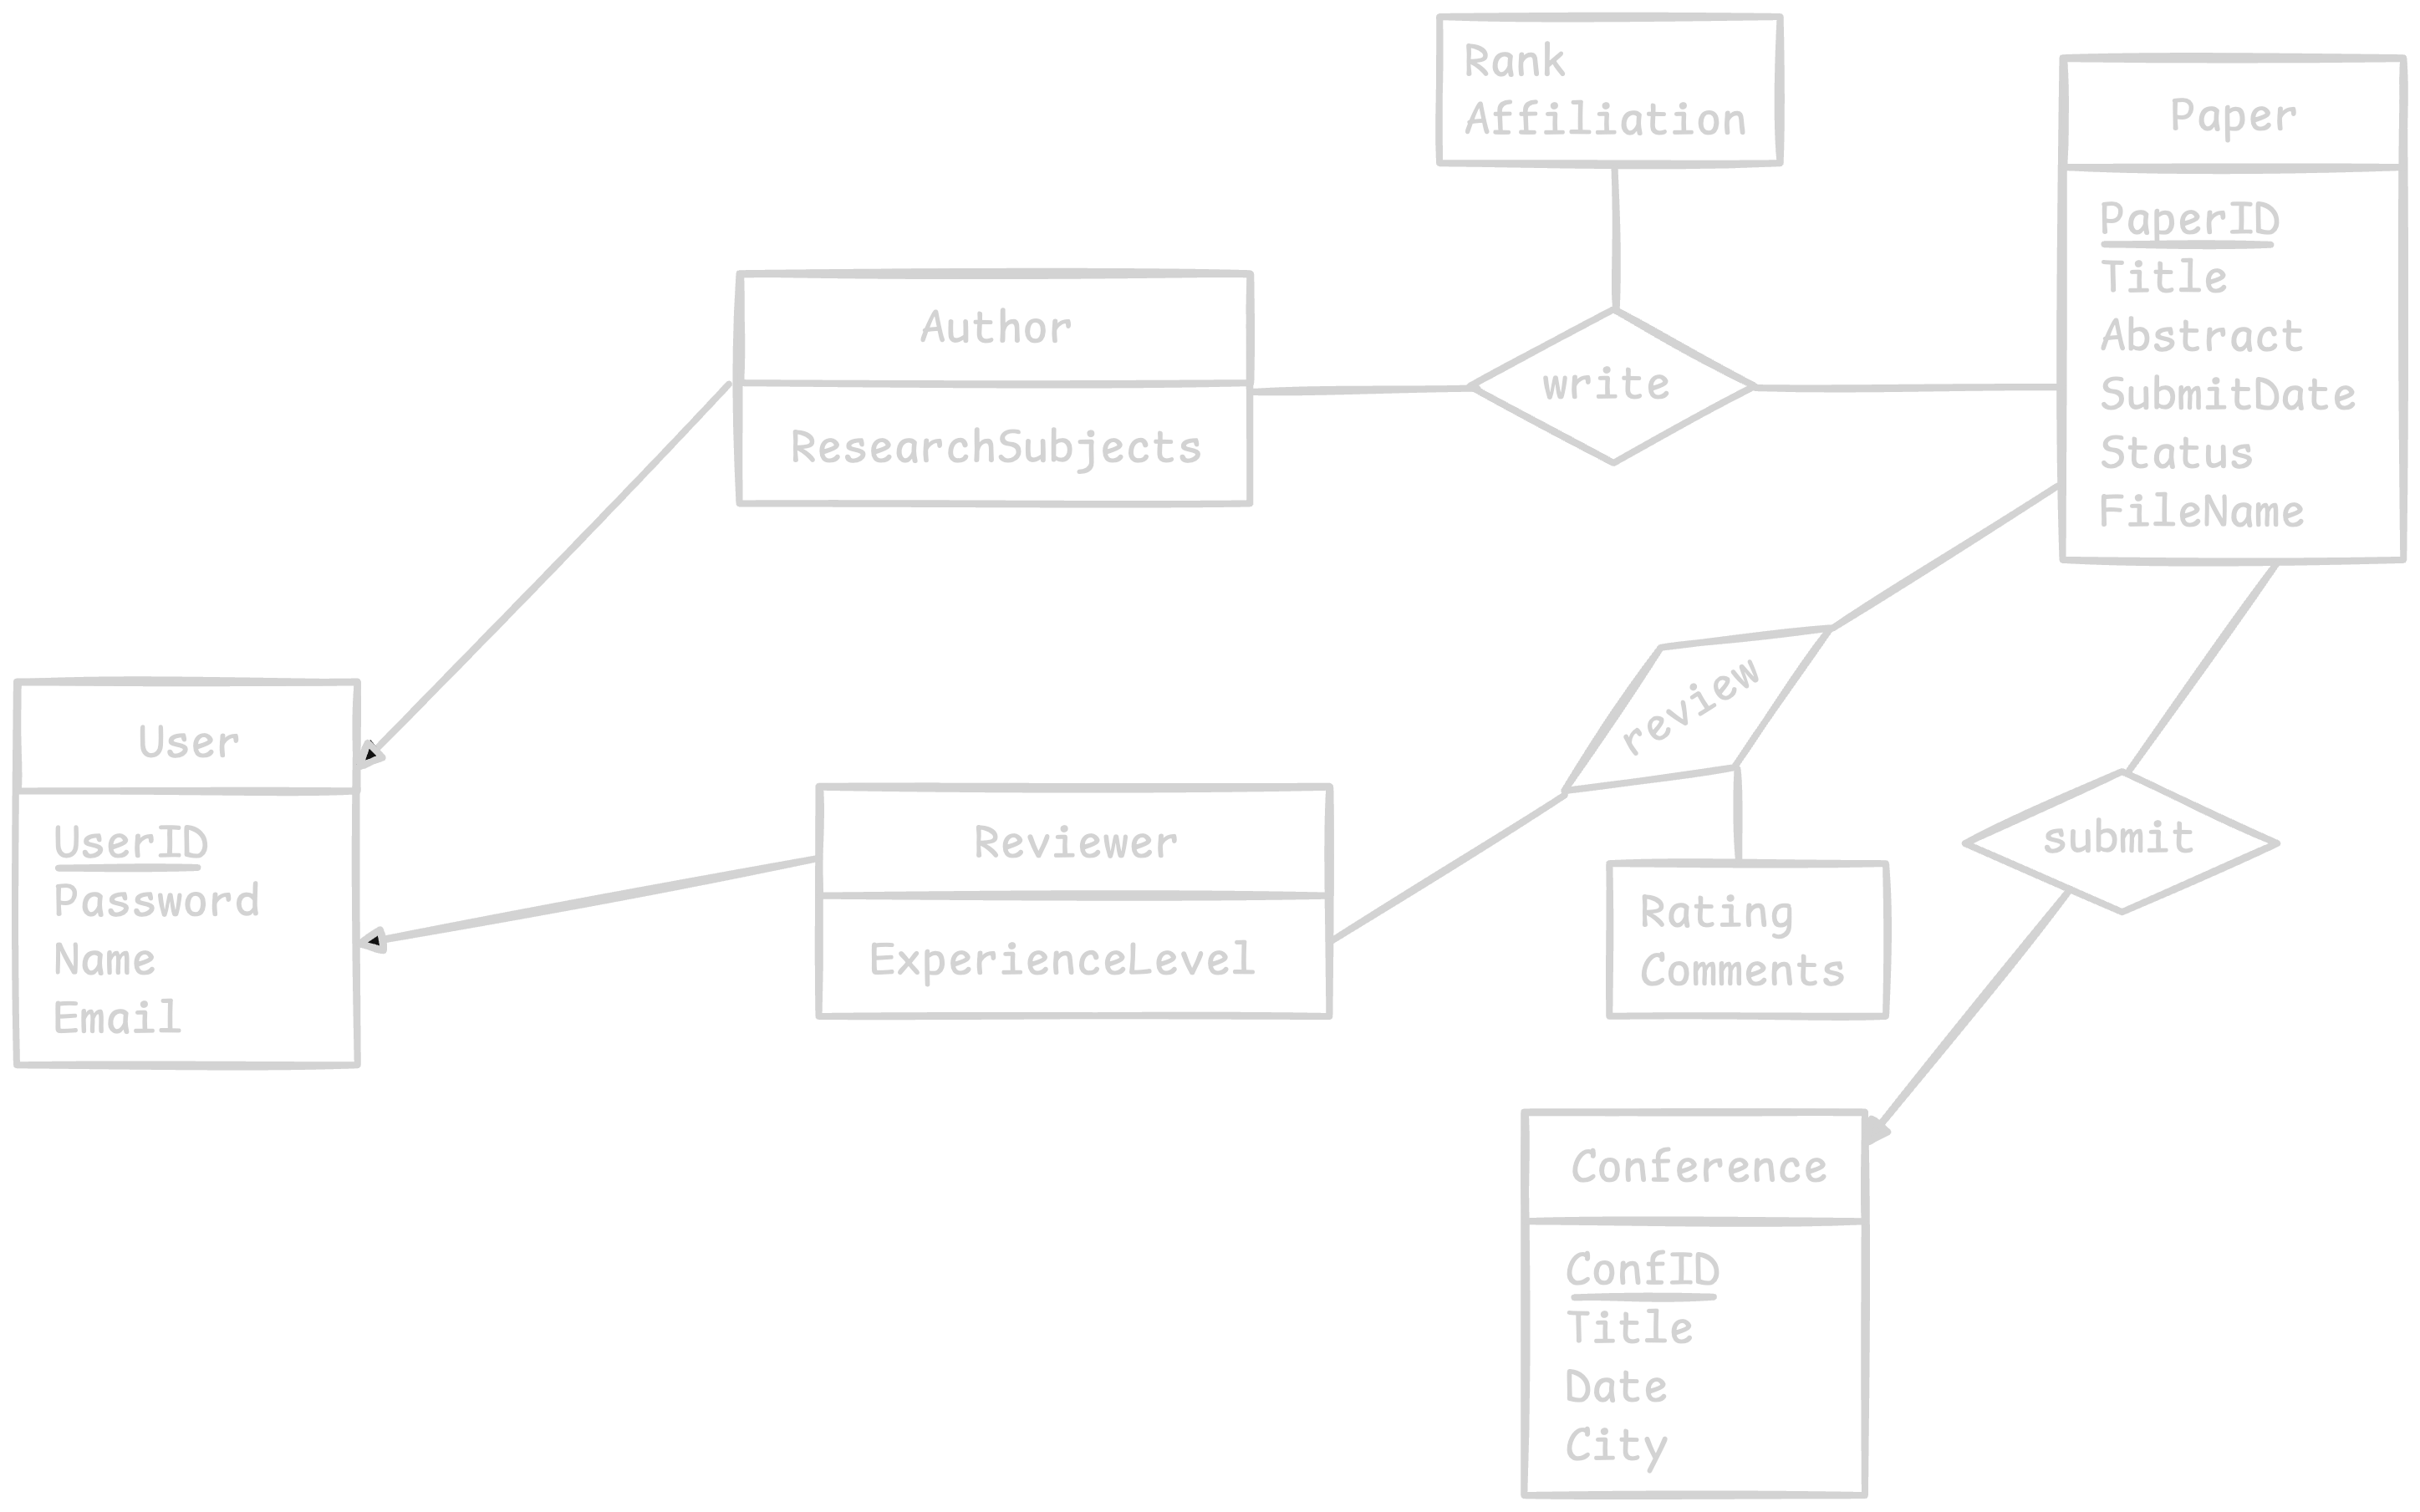 Rank
Affiliation
Paper
PaperID
Title
Abstract
SubmitDate
Status
FileName
Author
ResearchSubjects
write
review
User
UserID
Password
Name
Email
Reviewer
ExperienceLevel
submit
Rating
Comments
Conference
ConfID
Title
Date
City